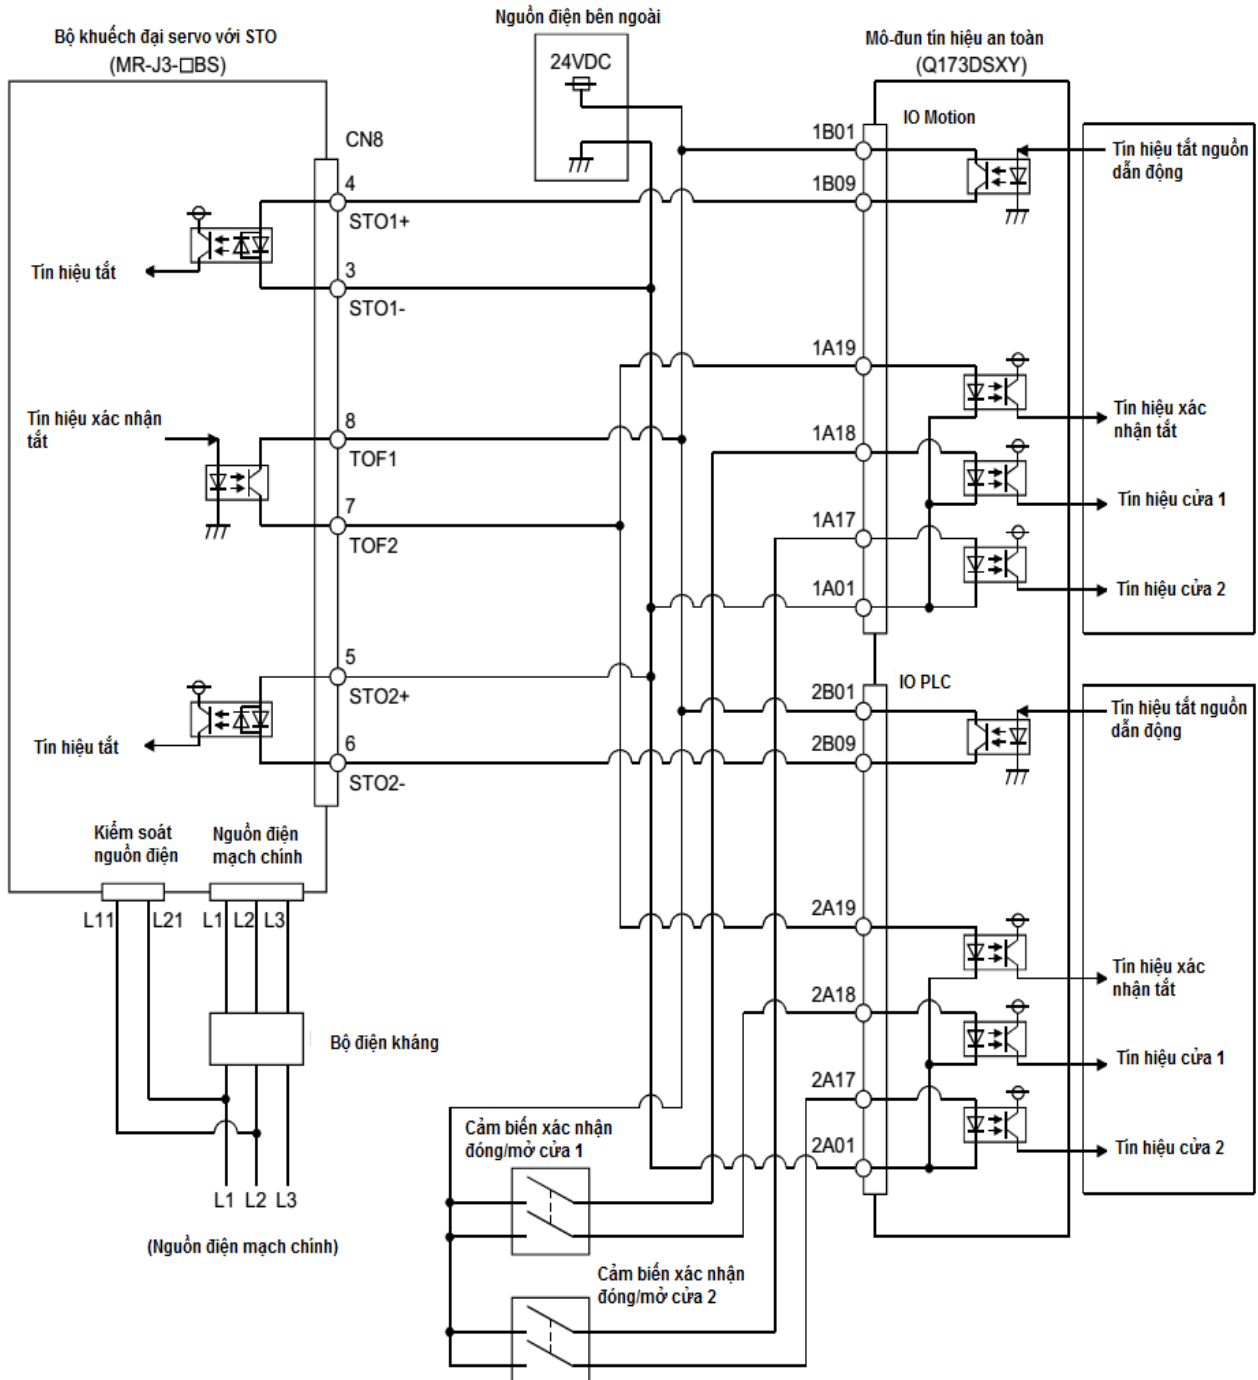 Nguồn điện bên ngoài
Bộ khuếch đại servo với STO
(MR-J3-□BS)
24VDC
Mô-đun tín hiệu an toàn
(Q173DSXY)
CN8
4
STO1+
3
STO1-
Tín hiệu tắt
Tín hiệu xác nhận
tắt
8
TOF1
7
TOF2
5
STO2+
6
STO2-
Tín hiệu tắt
Kiểm soát
nguồn điện
Nguồn điện
mạch chính
L11
L21
L1
L2
L3
Bộ điện kháng
L1
L2
L3
(Nguồn điện mạch chính)
IO Motion
1B01
1B09
1A19
1A18
1A17
1A01
Tín hiệu tắt nguồn
dẫn động
Tín hiệu xác
nhận tắt
Tín hiệu cửa 1
Tín hiệu cửa 2
IO PLC
2B01
2B09
2A19
2A18
2A17
2A01
Tín hiệu tắt nguồn
dẫn động
Tín hiệu xác
nhận tắt
Tín hiệu cửa 1
Tín hiệu cửa 2
Cảm biến xác nhận
đóng/mở cửa 1
Cảm biến xác nhận
đóng/mở cửa 2